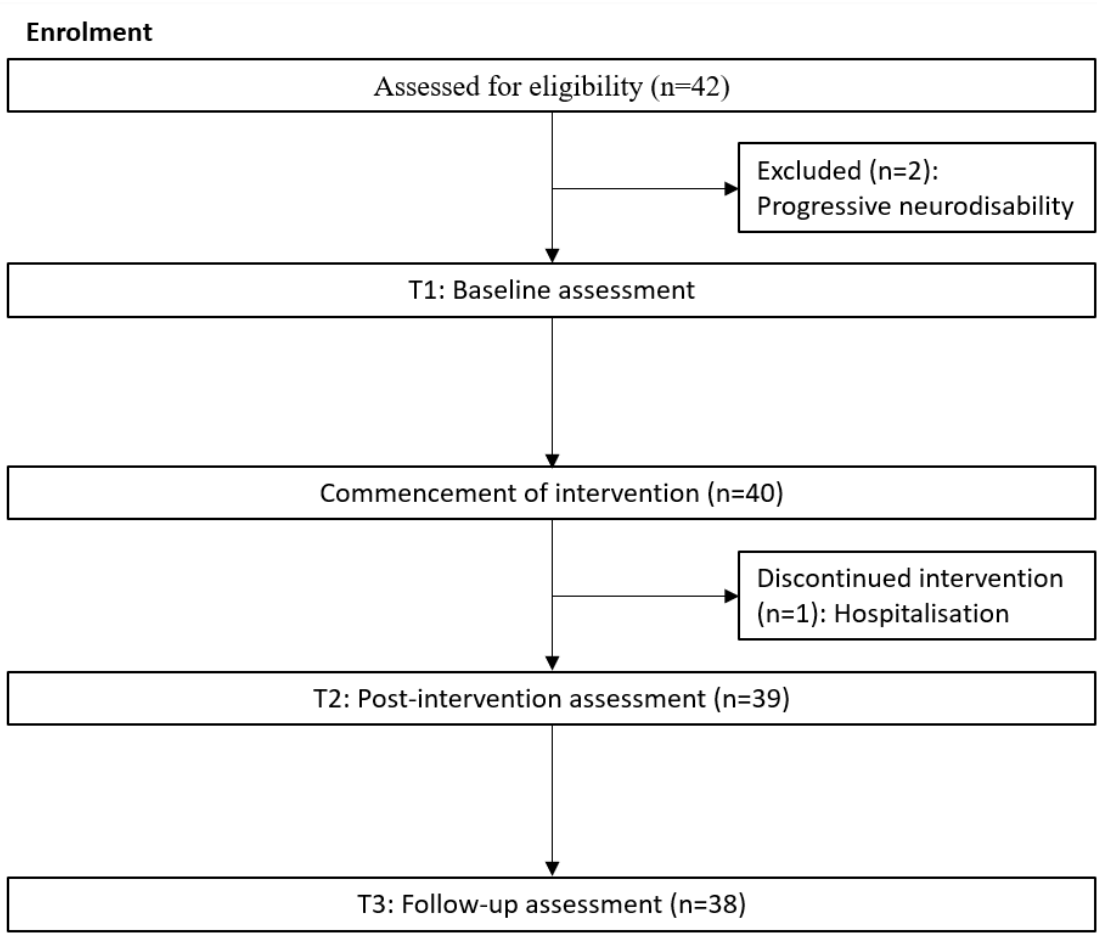 Enrolment
Assessed for eligibility (n=42)
Excluded (n=2):
Progressive neurodisability
T1: Baseline assessment
Commencement of intervention (n=40)
Discontinued intervention
(n=1): Hospitalisation
T2: Post-intervention assessment (n=39)
T3: Follow-up assessment (n=38)